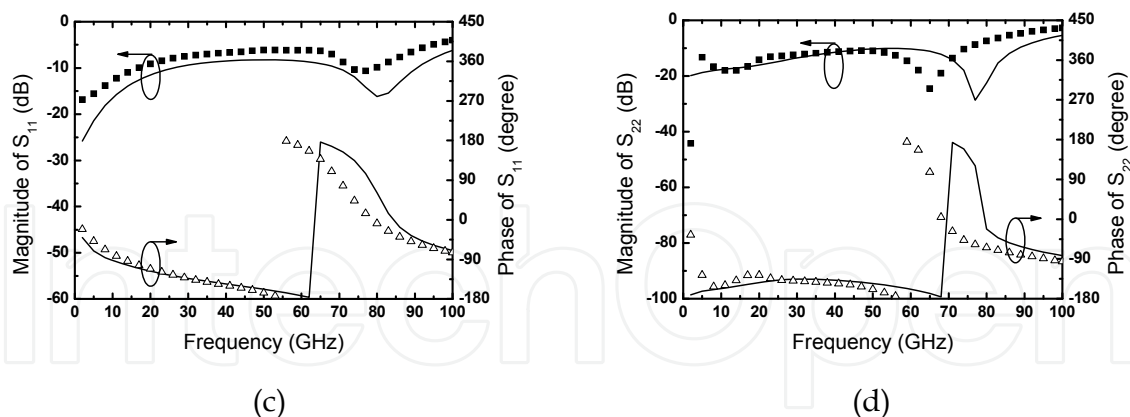 0
-10
-20
-30
-40
-50
-60
Magnitude of S11 (dB)
450
360
270
180
90
0
-90
-180
Phase of S11 (degree)
0 10 20 30 40 50 60 70 80 90 100
Frequency (GHz)
(c)
0
-20
-40
-60
-80
-100
Magnitude of S22 (dB)
450
360
270
180
90
0
-90
-180
Phase of S22 (degree)
0 10 20 30 40 50 60 70 80 90 100
Frequency (GHz)
(d)
IntechOpen